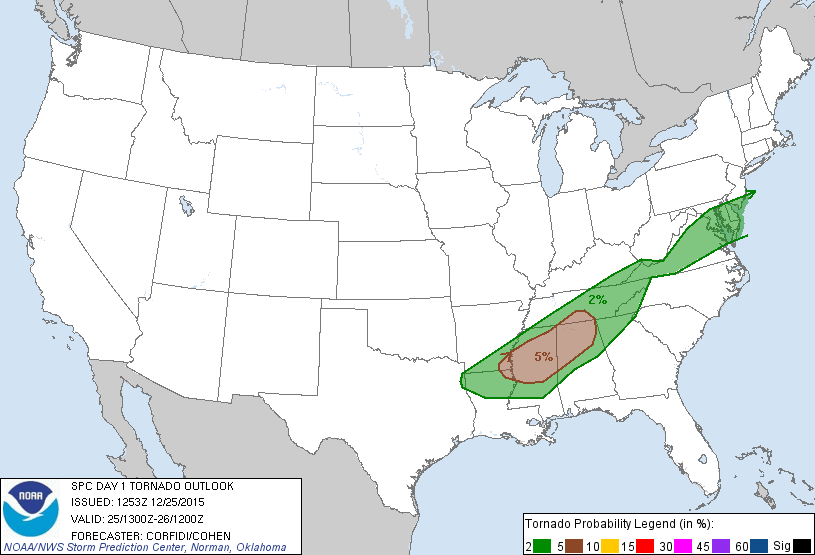 2%
5%
NOAA
SPC DAY 1 TORNADO OUTLOOK
ISSUED: 1253Z 12/25/2015
VALID: 25/1300Z-26/1200Z
FORECASTER: CORFIDI/COHEN
NOAA/NWS Storm Prediction Center, Norman, Oklahoma
Tornado Probability Legend (in %):
2 5 10 15 30 45 60 Sig